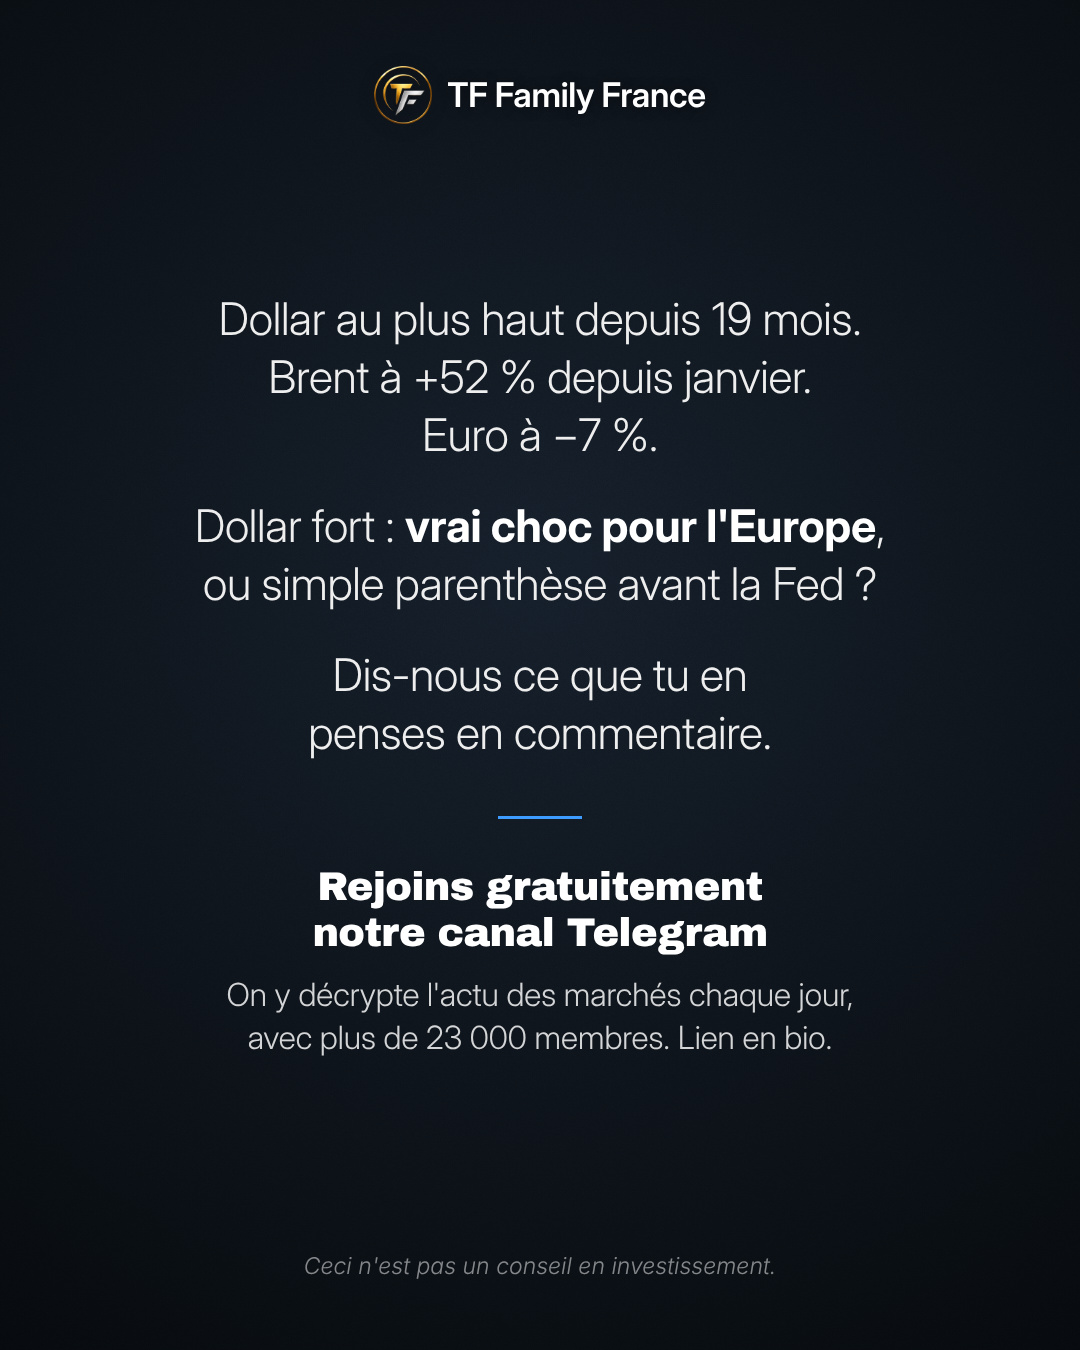 TF TF Family France
Dollar au plus haut depuis 19 mois.
Brent à +52 % depuis janvier.
Euro à −7 %.
Dollar fort : vrai choc pour l'Europe,
ou simple parenthèse avant la Fed ?
Dis-nous ce que tu en
penses en commentaire.
Rejoins gratuitement
notre canal Telegram
On y décrypte l'actu des marchés chaque jour,
avec plus de 23 000 membres. Lien en bio.
Ceci n'est pas un conseil en investissement.